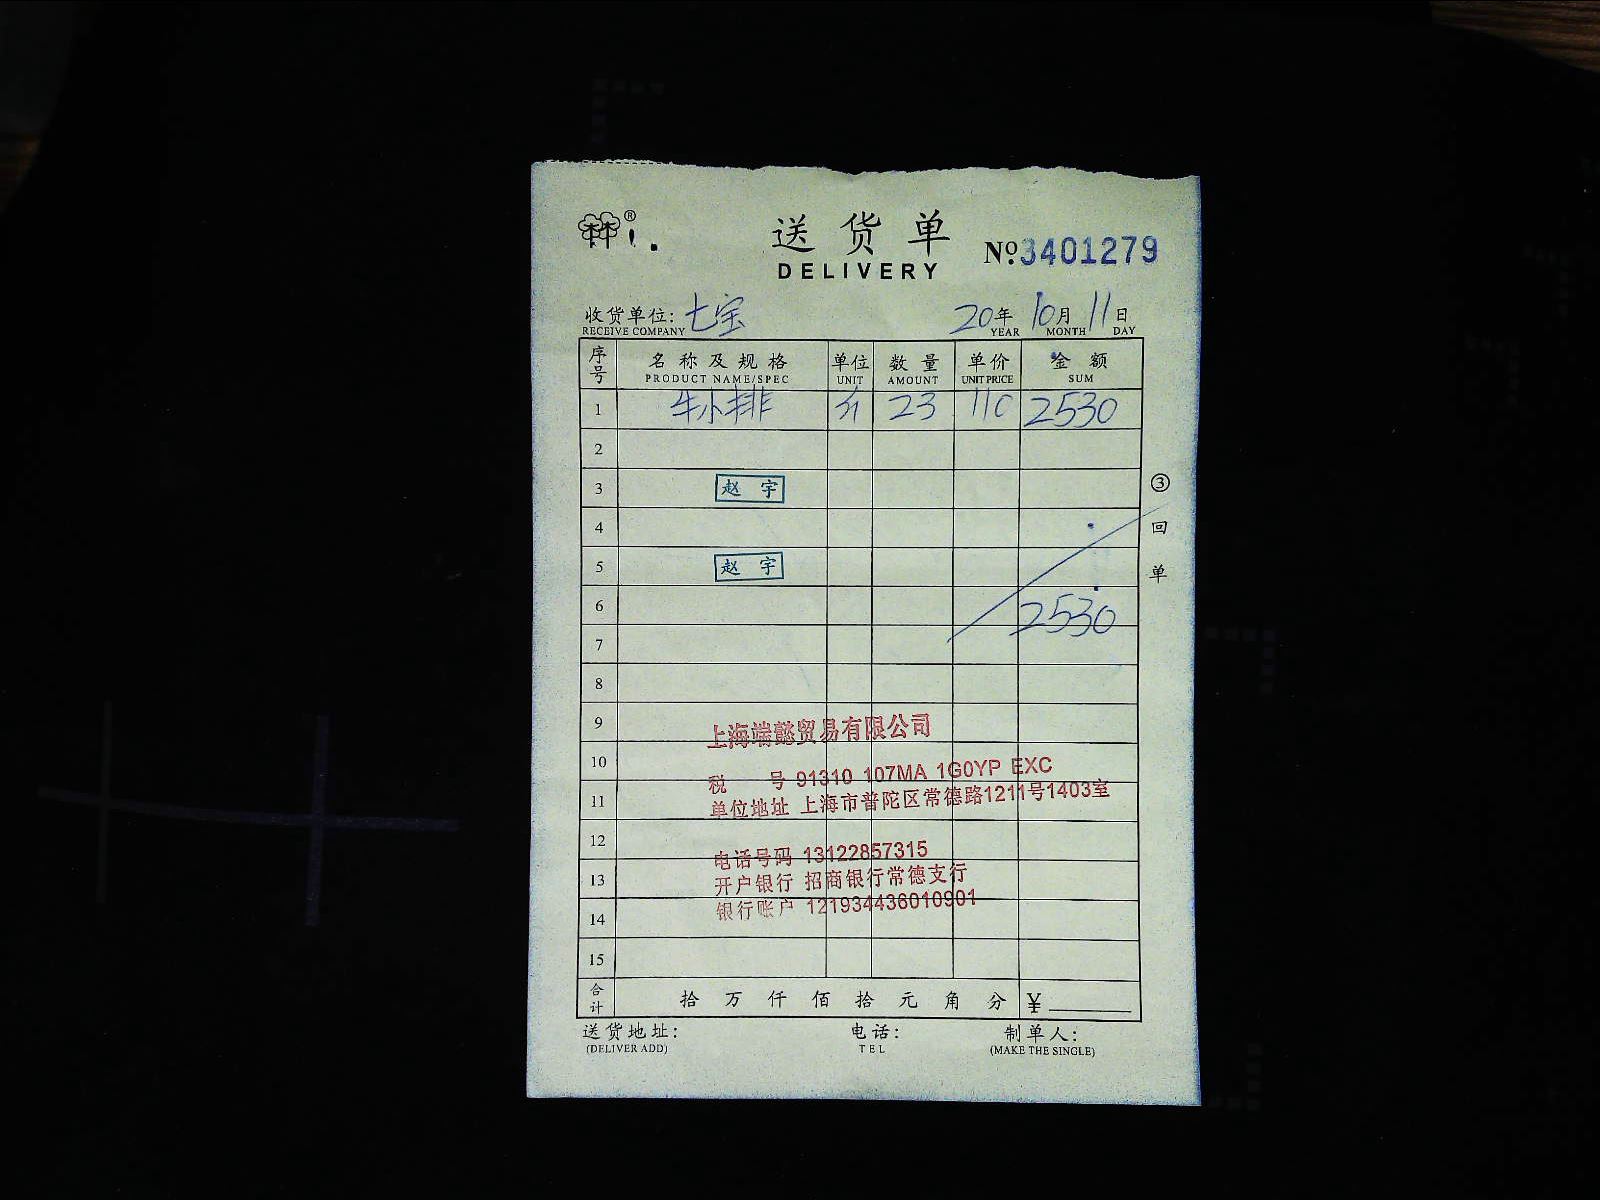 ® 送货单
DELIVERY
№ 3401279
收货单位: 七宝 20年 10月 11日
RECEIVE COMPANY YEAR MONTH DAY
序号 名称及规格 单位 数量 单价 金额
PRODUCT NAME/SPEC UNIT AMOUNT UNIT PRICE SUM
1 牛小排 23 110 2530
2
3 赵宇
4
5 赵宇
6 2530
7
8
9 上海端懿贸易有限公司
10 税号 91310 107MA 1G0YP EXC
11 单位地址 上海市普陀区常德路1211号1403室
12 电话号码 13122857315
13 开户银行 招商银行常德支行
14 银行账户 121934436010901
15
合计 拾 万 仟 佰 拾 元 角 分 ¥
送货地址: 电话: 制单人:
(DELIVER ADD) TEL (MAKE THE SINGLE)
③回单